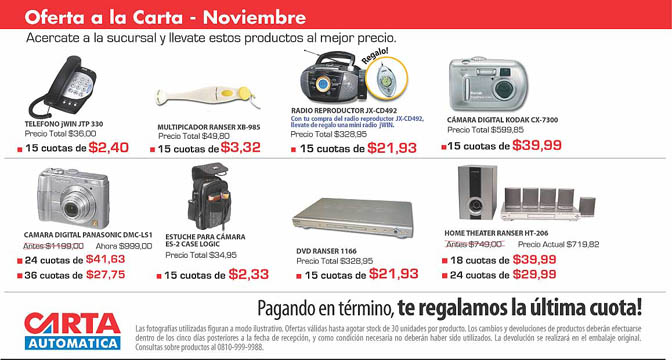 Oferta a la Carta - Noviembre
Acercate a la sucursal y llevate estos productos al mejor precio.
TELEFONO jWIN JTP 330
Precio Total $36,00
15 cuotas de $2,40
MULTIPICADOR RANSER XB-985
Precio Total $49,80
15 cuotas de $3,32
Regalo!
RADIO REPRODUCTOR JX-CD492
Con tu compra del radio reproductor JX-CD492,
llevate de regalo una mini radio jWIN.
Precio Total $328,95
15 cuotas de $21,93
CÁMARA DIGITAL KODAK CX-7300
Precio Total $599,85
15 cuotas de $39,99
CAMARA DIGITAL PANASONIC DMC-LS1
Antes $1199,00 Ahora $999,00
24 cuotas de $41,63
36 cuotas de $27,75
ESTUCHE PARA CÁMARA
ES-2 CASE LOGIC
Precio Total $34,95
15 cuotas de $2,33
DVD RANSER 1166
Precio Total $328,95
15 cuotas de $21,93
HOME THEATER RANSER HT-206
Antes $749,00 Precio Actual $719,82
18 cuotas de $39,99
24 cuotas de $29,99
CARTA
AUTOMATICA
Pagando en término, te regalamos la última cuota!
Las fotografías utilizadas figuran a modo ilustrativo. Ofertas válidas hasta agotar stock de 30 unidades por producto. Los cambios y devoluciones de productos deberán efectuarse
dentro de los cinco días posteriores a la fecha de recepción, y como condición necesaria no deberán haber sido utilizados. La devolución se realizará en el embalaje original.
Consultas sobre productos al 0810-999-9988.